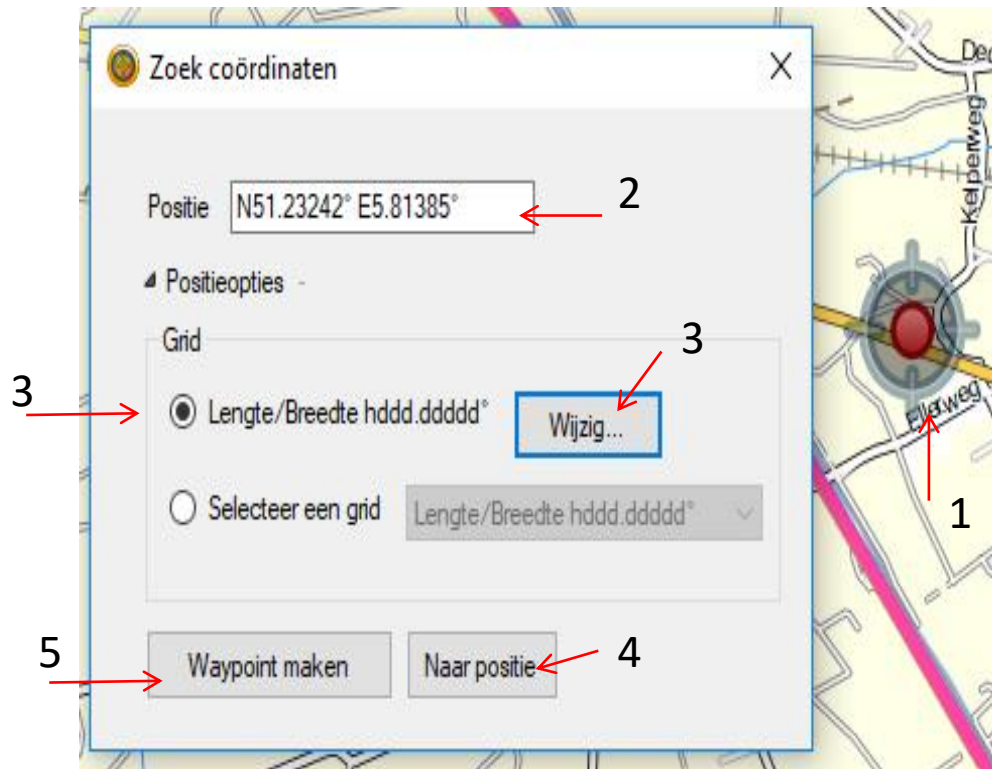 Zoek coördinaten
Positie N51.23242° E5.81385° 2
Positieopties -
Grid
3
3 Lengte/Breedte hddd.ddddd° Wijzig...
Selecteer een grid Lengte/Breedte hddd.ddddd°
5 Waypoint maken Naar positie 4
Kelperweg
Ellerweg
1